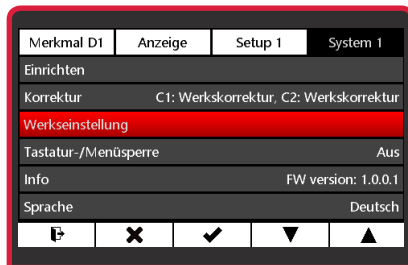 Merkmal D1 Anzeige Setup 1 System 1
Einrichten
Korrektur C1: Werkskorrektur, C2: Werkskorrektur
Werkseinstellung
Tastatur-/Menüsperre Aus
Info FW version: 1.0.0.1
Sprache Deutsch